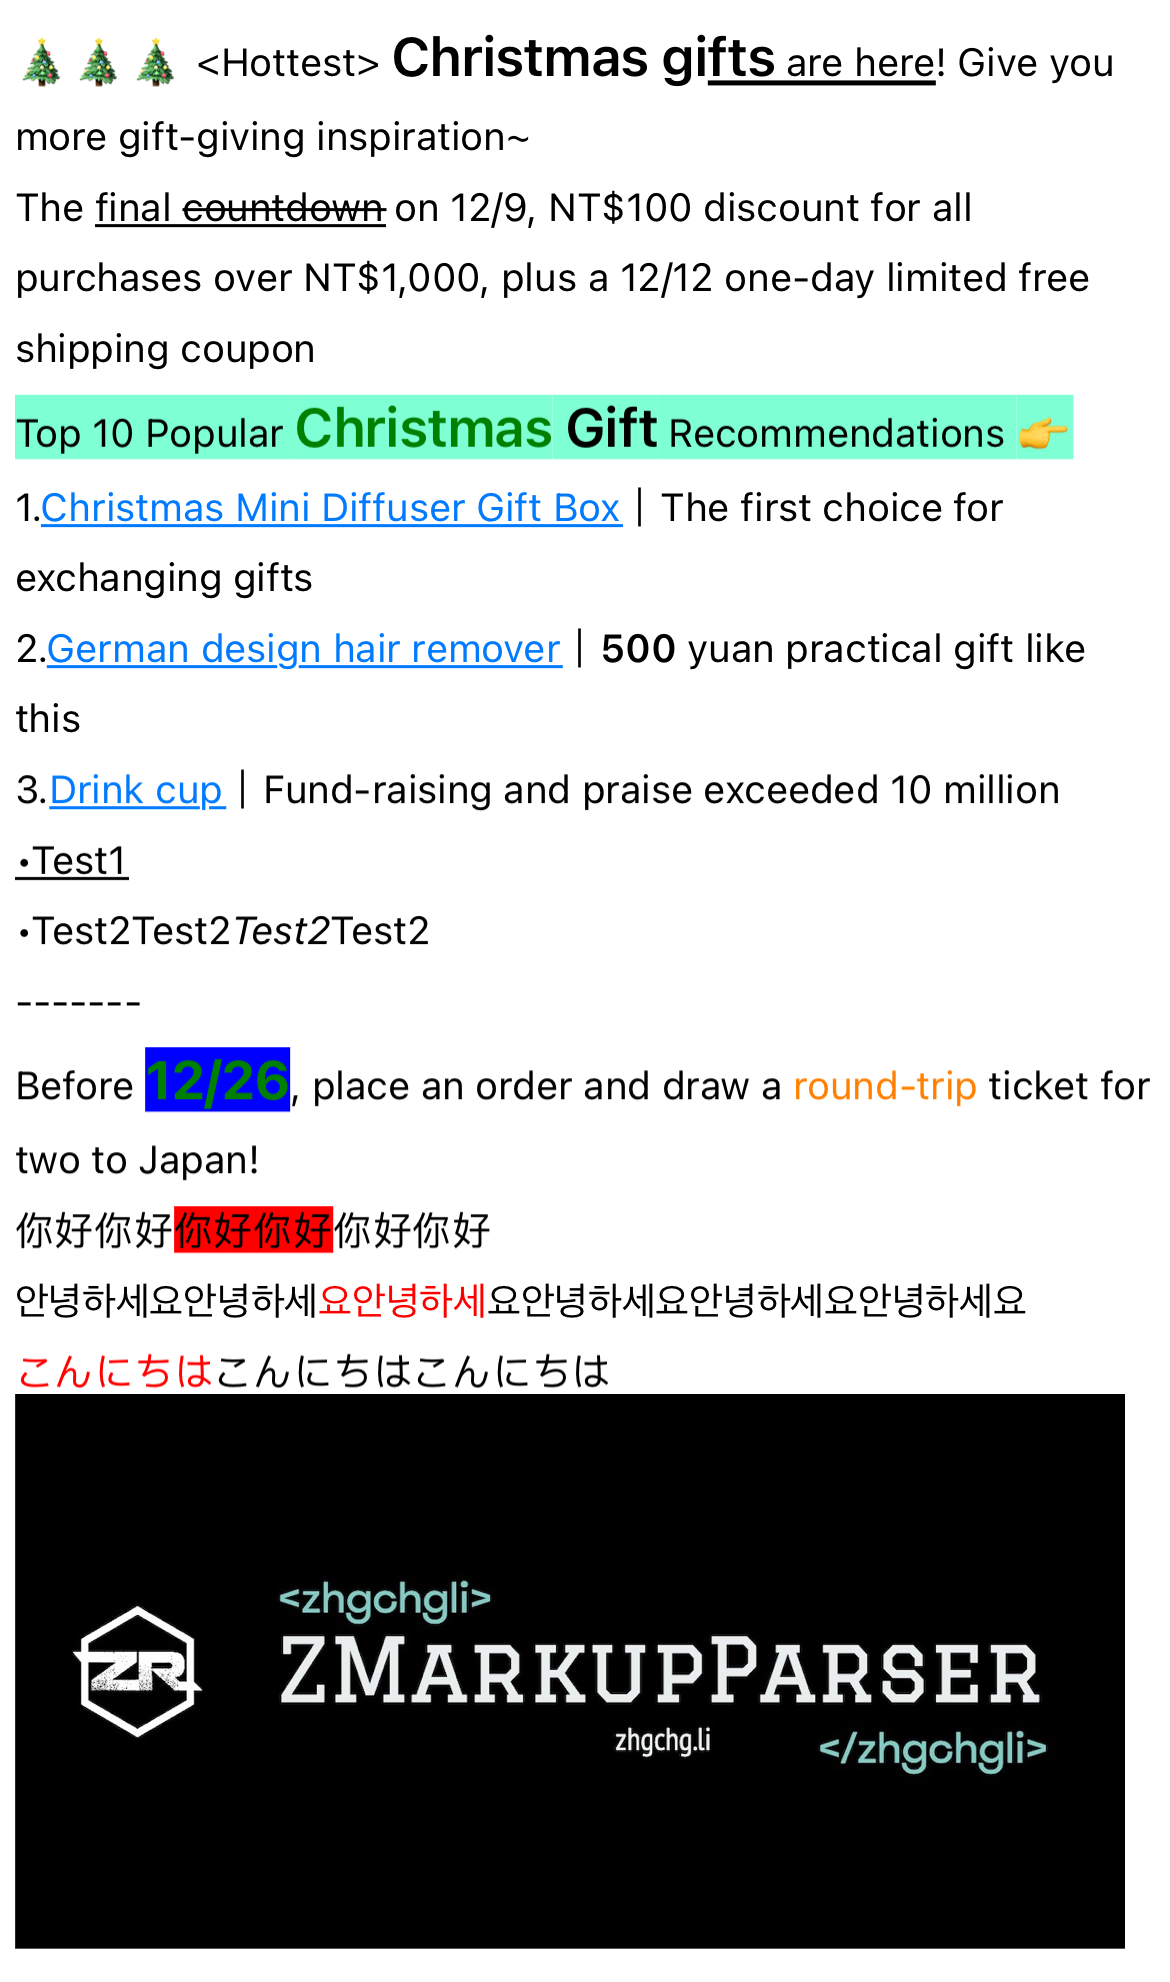 🎄🎄🎄 <Hottest> Christmas gifts are here! Give you
more gift-giving inspiration~
The final countdown on 12/9, NT$100 discount for all
purchases over NT$1,000, plus a 12/12 one-day limited free
shipping coupon
Top 10 Popular Christmas Gift Recommendations 👉
1.Christmas Mini Diffuser Gift Box｜The first choice for
exchanging gifts
2.German design hair remover｜500 yuan practical gift like
this
3.Drink cup｜Fund-raising and praise exceeded 10 million
•Test1
•Test2Test2Test2Test2
-------
Before 12/26, place an order and draw a round-trip ticket for
two to Japan!
你好你好你好你好你好你好
안녕하세요안녕하세요안녕하세요안녕하세요안녕하세요안녕하세요
こんにちはこんにちはこんにちは
<zhgchgli>
ZR
ZMarkupParser
zhgchg.li
</zhgchgli>